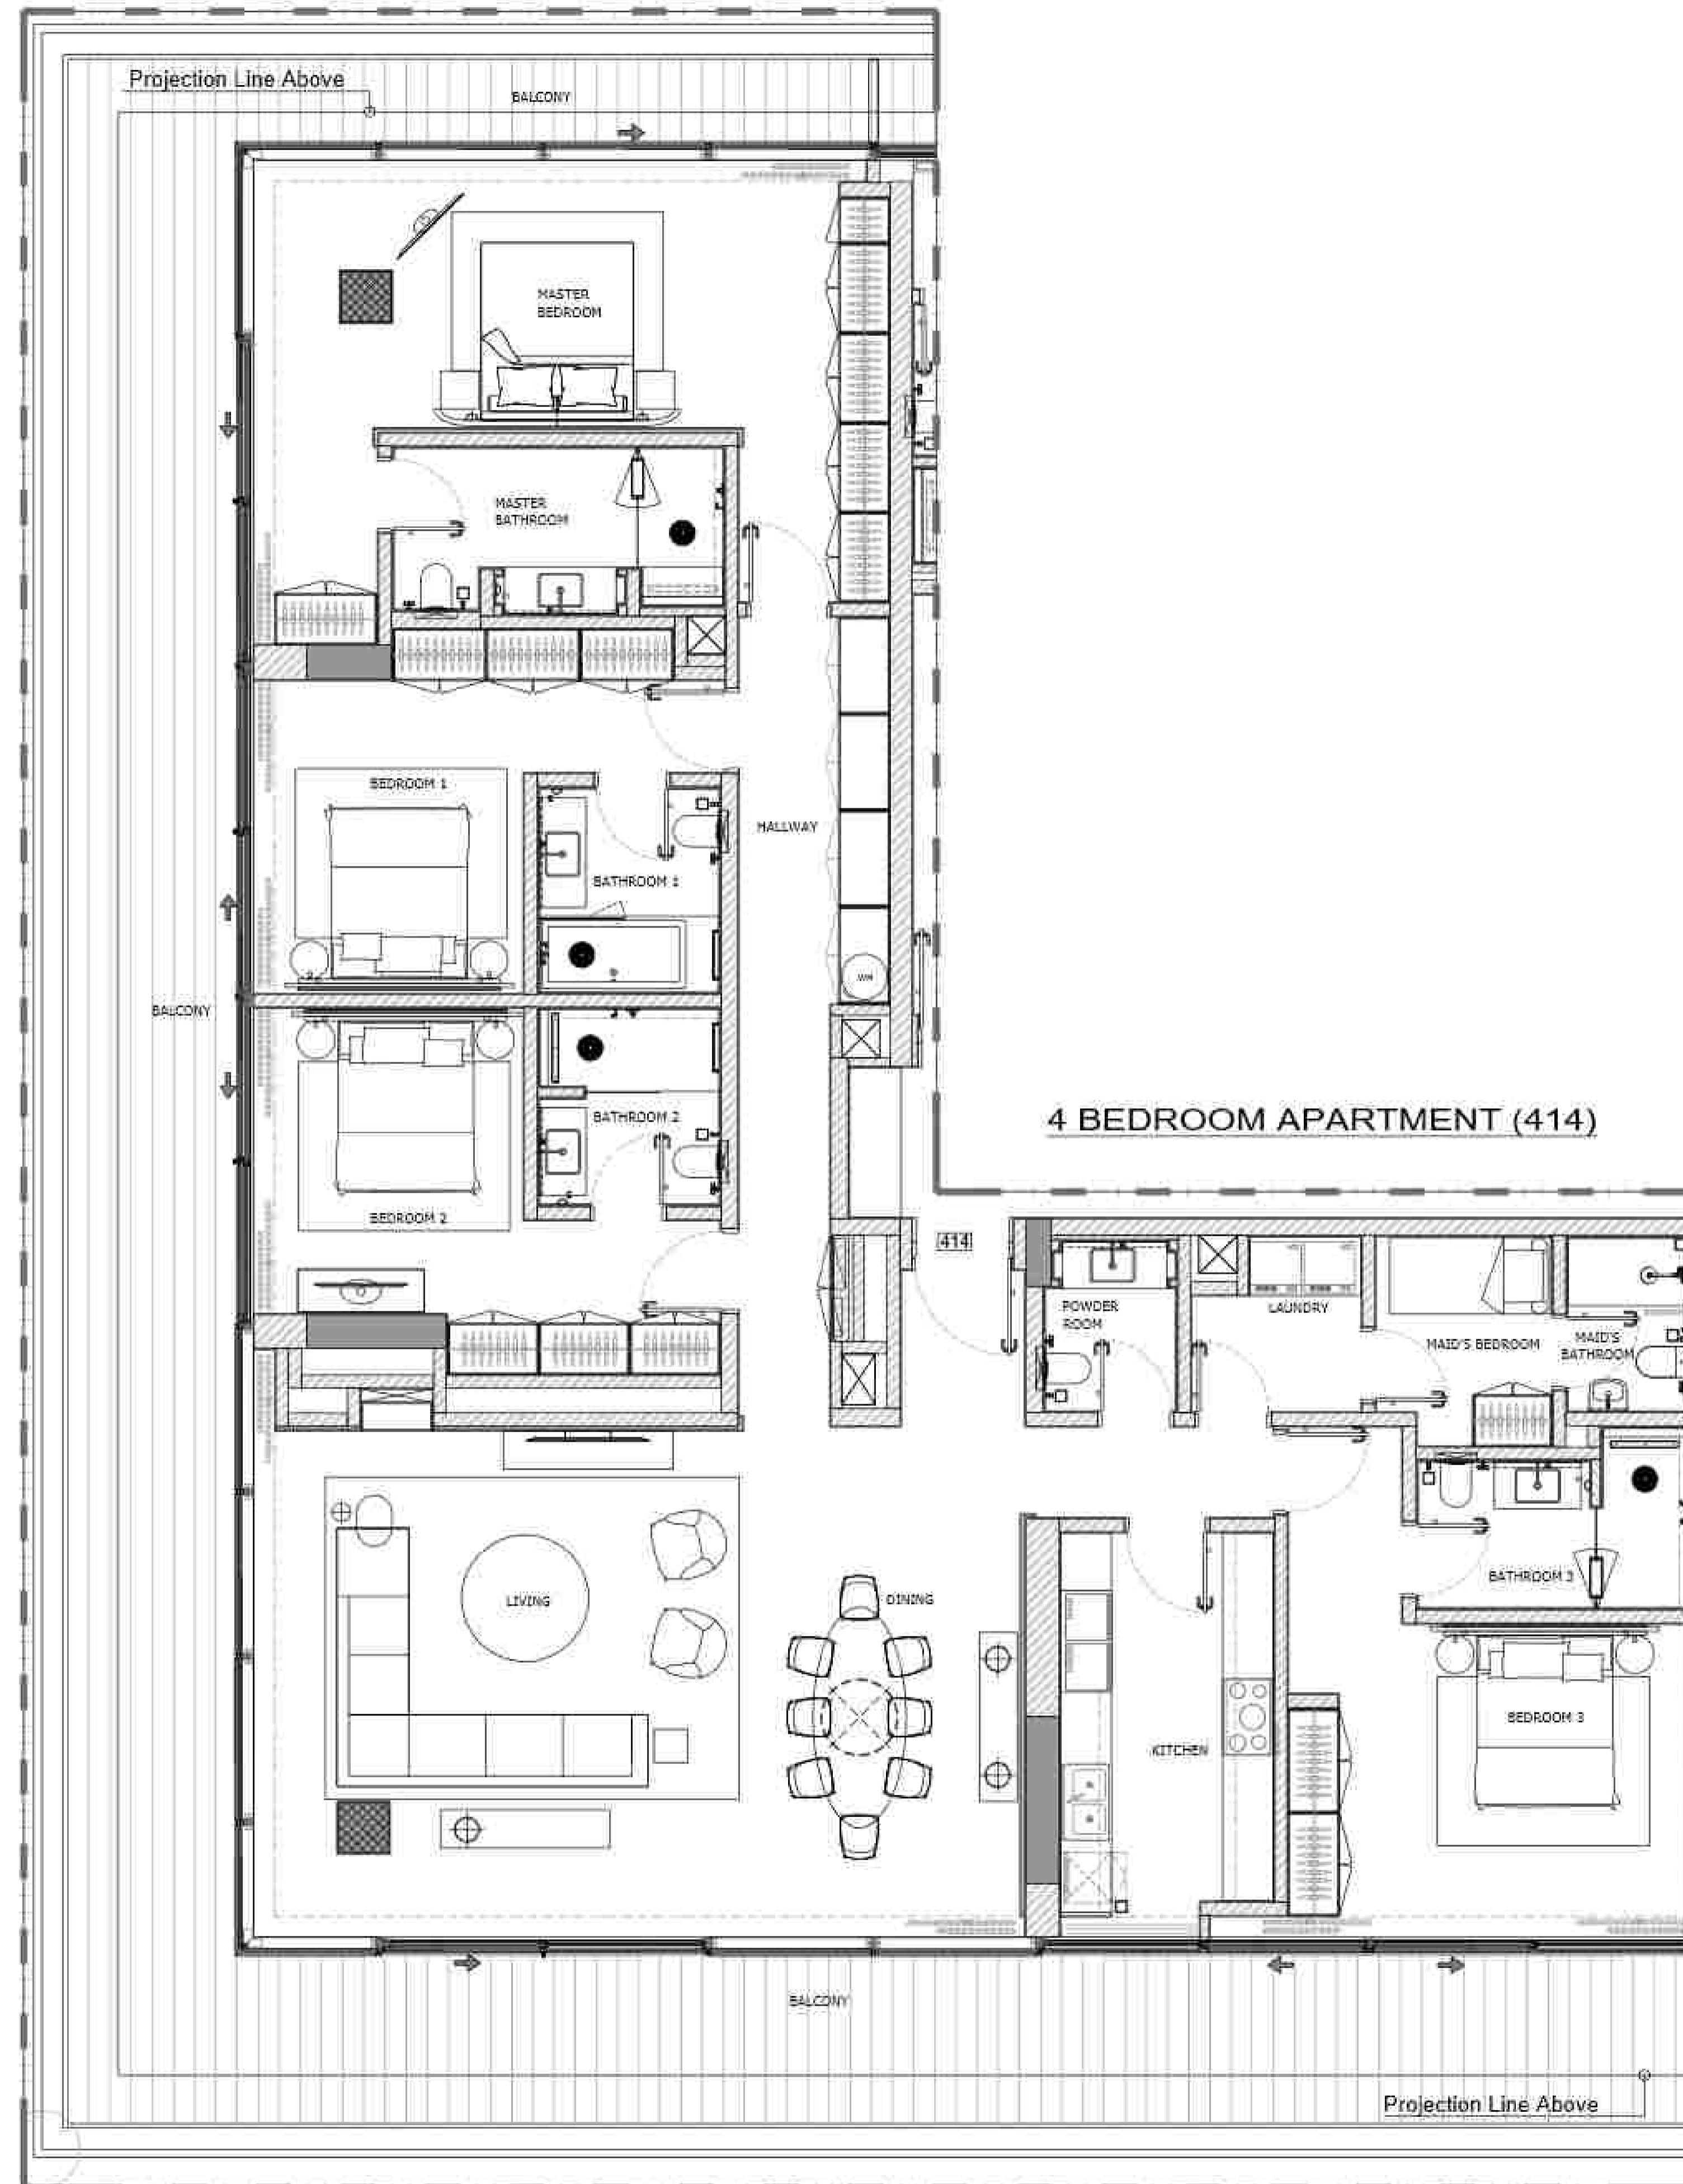 Projection Line Above
BALCONY
MASTER
BEDROOM
MASTER
BATHROOM
BEDROOM 1
HALLWAY
BATHROOM 1
WH
BALCONY
BATHROOM 2
BEDROOM 2
4 BEDROOM APARTMENT (414)
414
POWDER
ROOM
LAUNDRY
MAID'S BEDROOM
MAID'S
BATHROOM
LIVING
DINING
BATHROOM 3
KITCHEN
BEDROOM 3
BALCONY
Projection Line Above